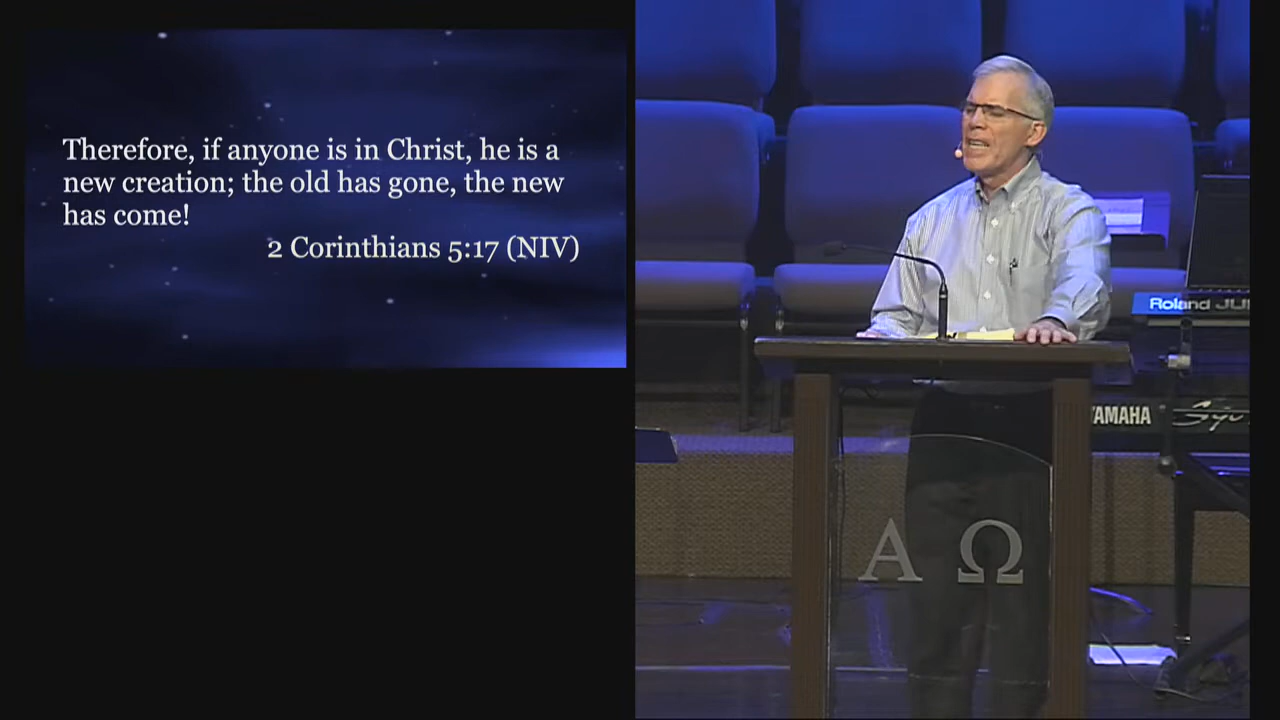 Therefore, if anyone is in Christ, he is a
new creation; the old has gone, the new
has come!
2 Corinthians 5:17 (NIV)
Roland
YAMAHA
Α Ω